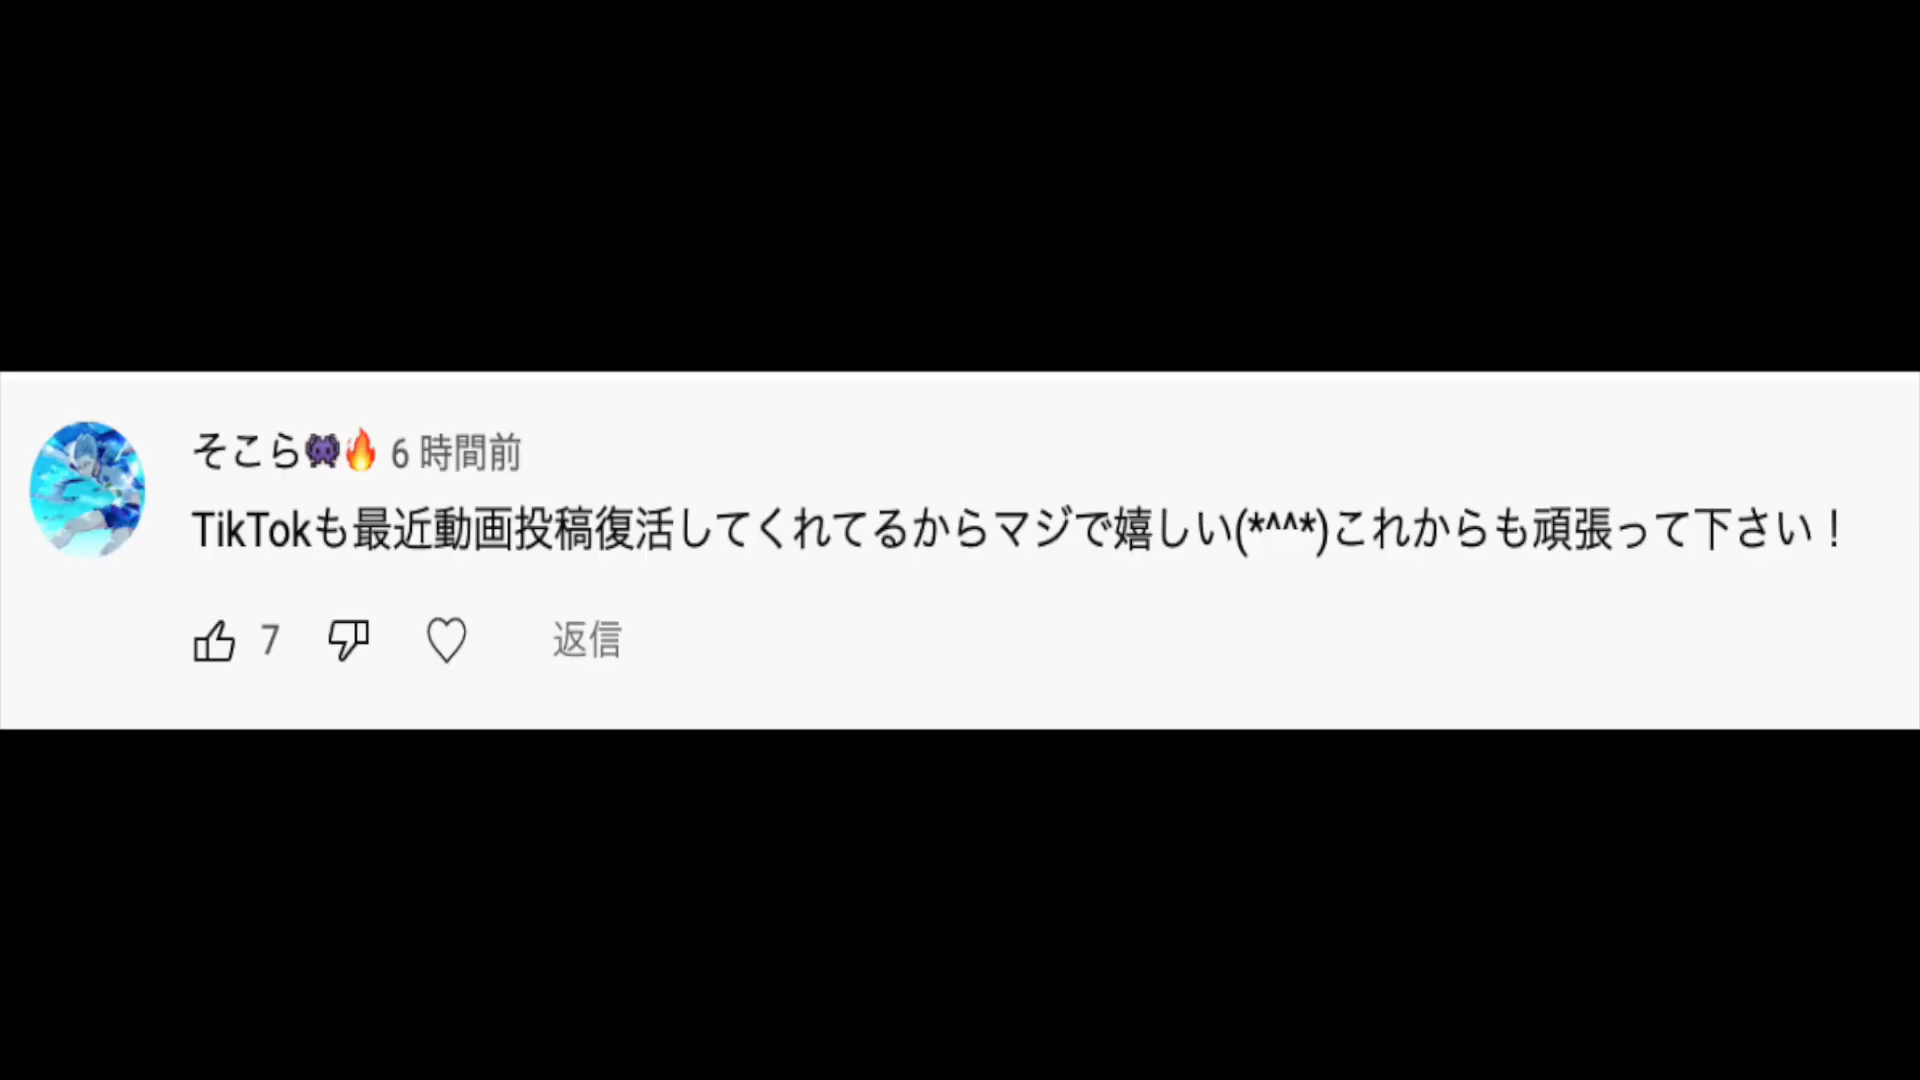 そこら👾🔥 6 時間前
TikTokも最近動画投稿復活してくれてるからマジで嬉しい(*^^*)これからも頑張って下さい！
7 返信